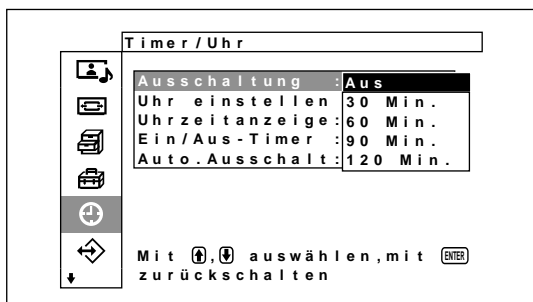 Timer/Uhr
Ausschaltung :Aus
Uhr einstellen 30 Min.
Uhrzeitanzeige:60 Min.
Ein/Aus-Timer :90 Min.
Auto.Ausschalt:120 Min.
Mit , auswählen,mit ENTER
zurückschalten